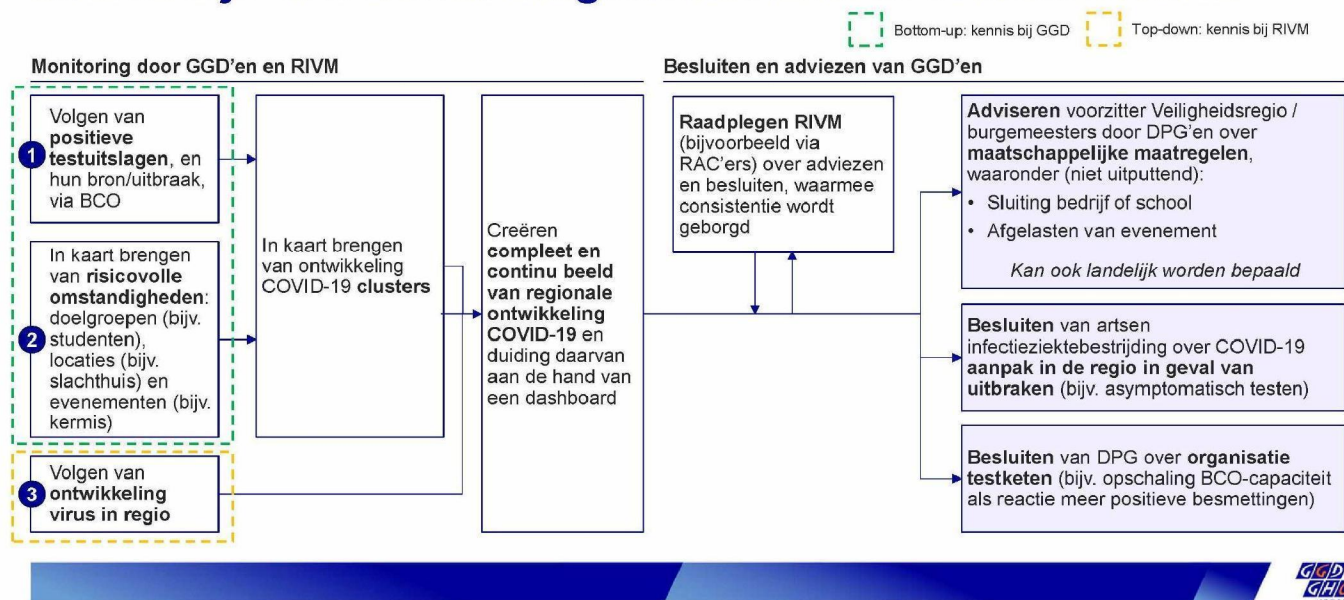 Bottom-up: kennis bij GGD
Top-down: kennis bij RIVM
Monitoring door GGD'en en RIVM
Besluiten en adviezen van GGD'en
1
Volgen van
positieve
testuitslagen, en
hun bron/uitbraak,
via BCO
2
In kaart brengen
van risicovolle
omstandigheden:
doelgroepen (bijv.
studenten),
locaties (bijv.
slachthuis) en
evenementen (bijv.
kermis)
3
Volgen van
ontwikkeling
virus in regio
In kaart brengen
van ontwikkeling
COVID-19 clusters
Creëren
compleet en
continu beeld
van regionale
ontwikkeling
COVID-19 en
duiding daarvan
aan de hand van
een dashboard
Raadplegen RIVM
(bijvoorbeeld via
RAC'ers) over adviezen
en besluiten, waarmee
consistentie wordt
geborgd
Adviseren voorzitter Veiligheidsregio /
burgemeesters door DPG'en over
maatschappelijke maatregelen,
waaronder (niet uitputtend):
• Sluiting bedrijf of school
• Afgelasten van evenement
Kan ook landelijk worden bepaald
Besluiten van artsen
infectieziektebestrijding over COVID-19
aanpak in de regio in geval van
uitbraken (bijv. asymptomatisch testen)
Besluiten van DPG over organisatie
testketen (bijv. opschaling BCO-capaciteit
als reactie meer positieve besmettingen)
GGD
GHO